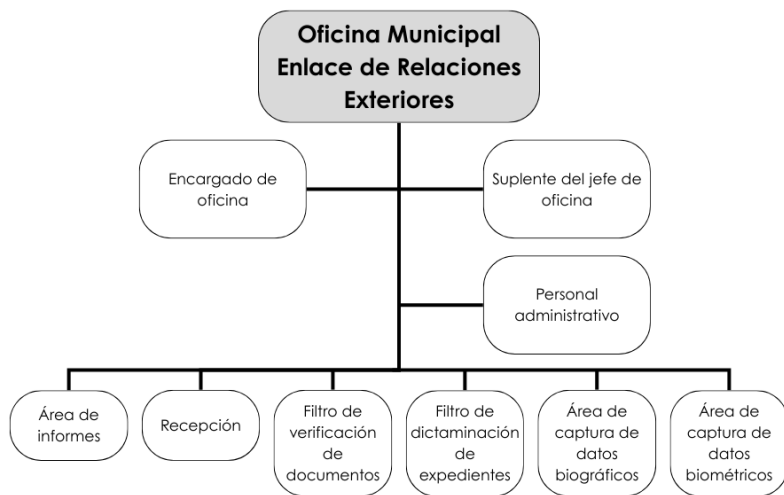 Oficina Municipal
Enlace de Relaciones
Exteriores
Encargado de
oficina
Suplente del jefe de
oficina
Personal
administrativo
Área de
informes
Recepción
Filtro de
verificación
de
documentos
Filtro de
dictaminación
de
expedientes
Área de
captura de
datos
biográficos
Área de
captura de
datos
biométricos